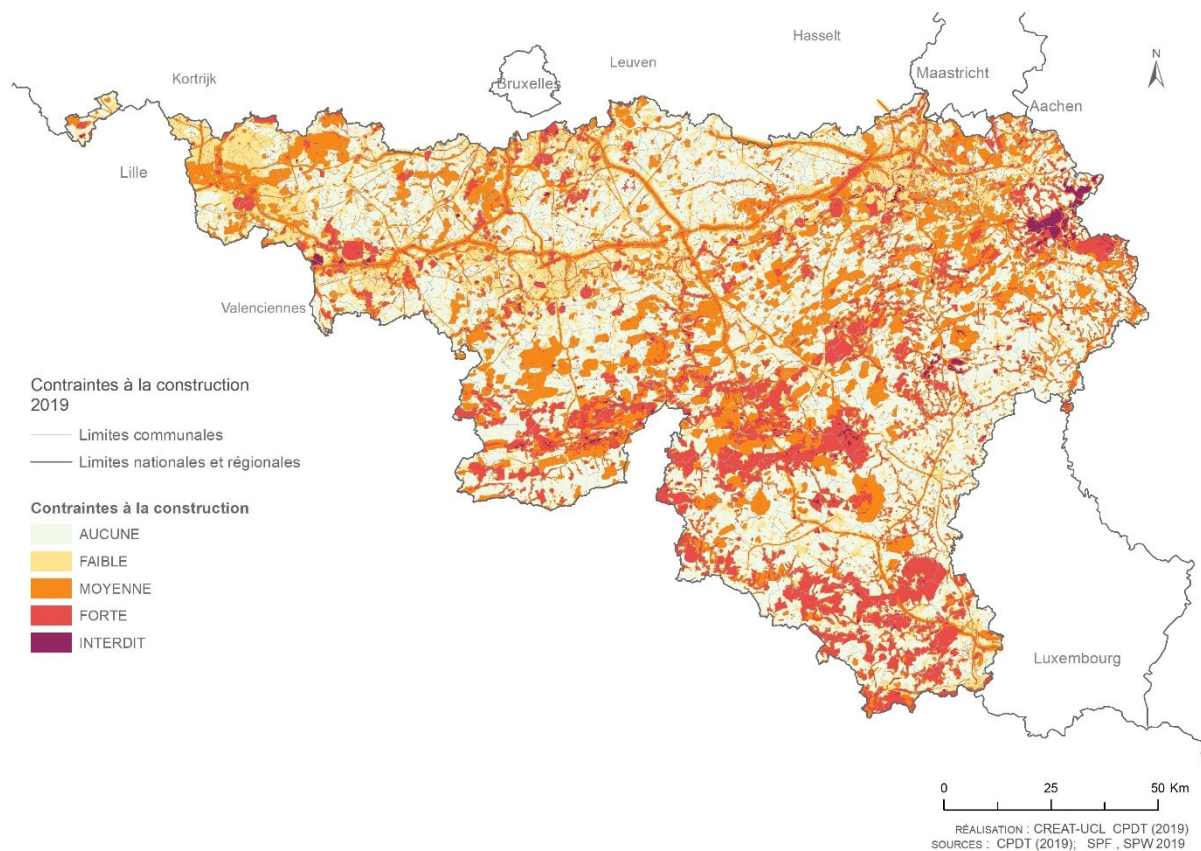 Hasselt
Leuven
Kortrijk
Bruxelles
Maastricht
N
Aachen
Lille
Valenciennes
Contraintes à la construction
2019
Limites communales
Limites nationales et régionales
Contraintes à la construction
AUCUNE
FAIBLE
MOYENNE
FORTE
INTERDIT
Luxembourg
0 25 50 Km
RÉALISATION : CREAT-UCL CPDT (2019)
SOURCES : CPDT (2019); SPF , SPW 2019